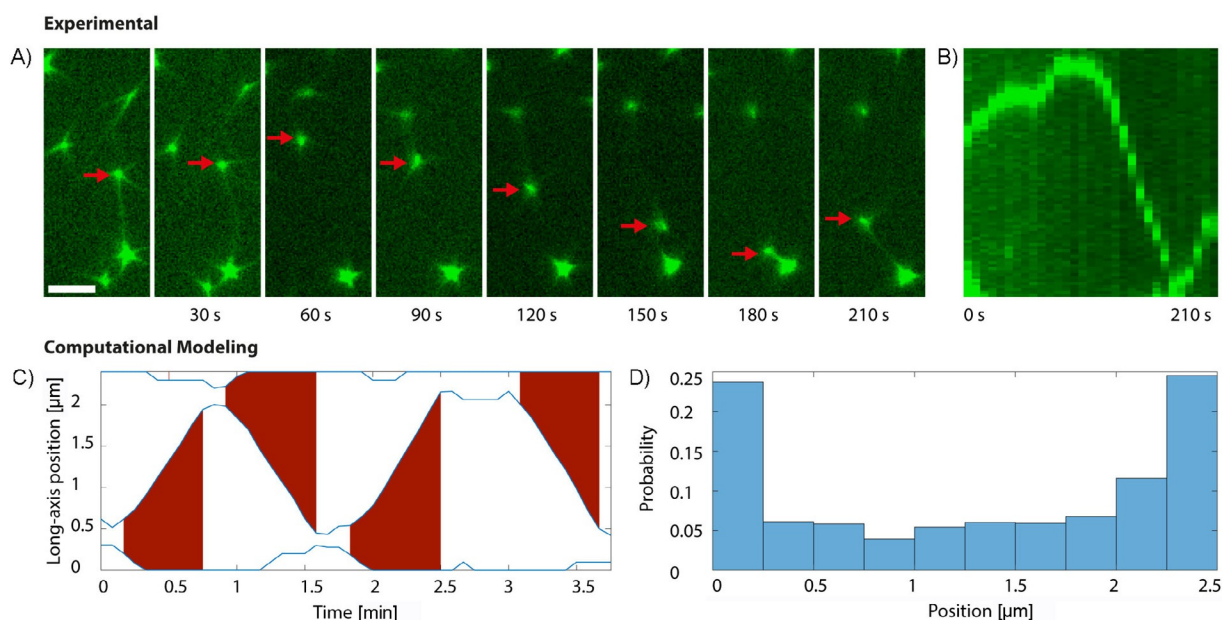 Experimental
A)
B)
30 s
60 s
90 s
120 s
150 s
180 s
210 s
0 s
210 s
Computational Modeling
C)
D)
Long-axis position [µm]
2
1.5
1
0.5
0
0
0.5
1
1.5
2
2.5
3
3.5
Time [min]
Probability
0.25
0.2
0.15
0.1
0.05
0
0
0.5
1
1.5
2
2.5
Position [µm]